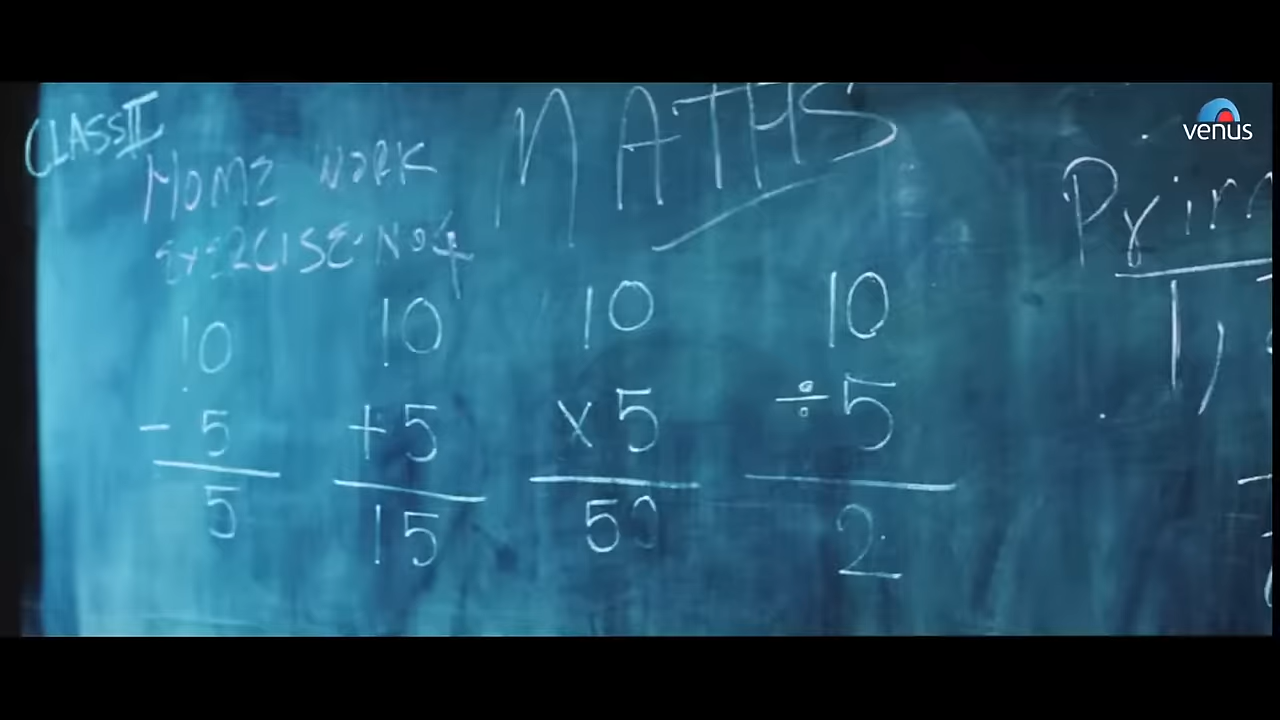 CLASS II
MATHS
HOME WORK
EXERCISE NO 4
10
- 5
5
10
+ 5
15
10
× 5
50
10
÷ 5
2
1,
venus